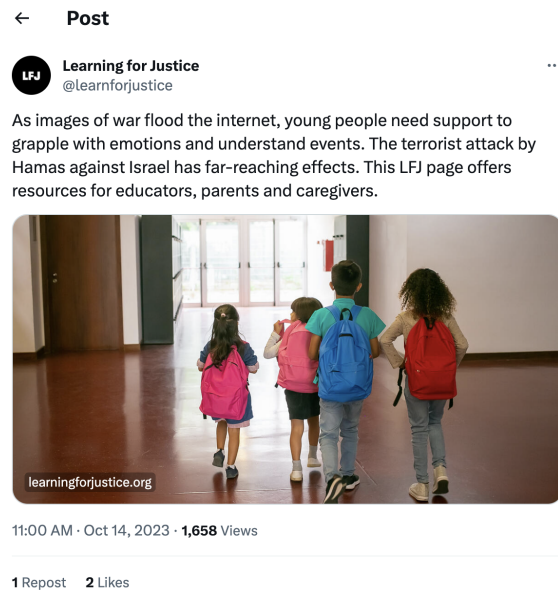 ← Post
LFJ
Learning for Justice
@learnforjustice
As images of war flood the internet, young people need support to
grapple with emotions and understand events. The terrorist attack by
Hamas against Israel has far-reaching effects. This LFJ page offers
resources for educators, parents and caregivers.
learningforjustice.org
11:00 AM · Oct 14, 2023 · 1,658 Views
1 Repost 2 Likes